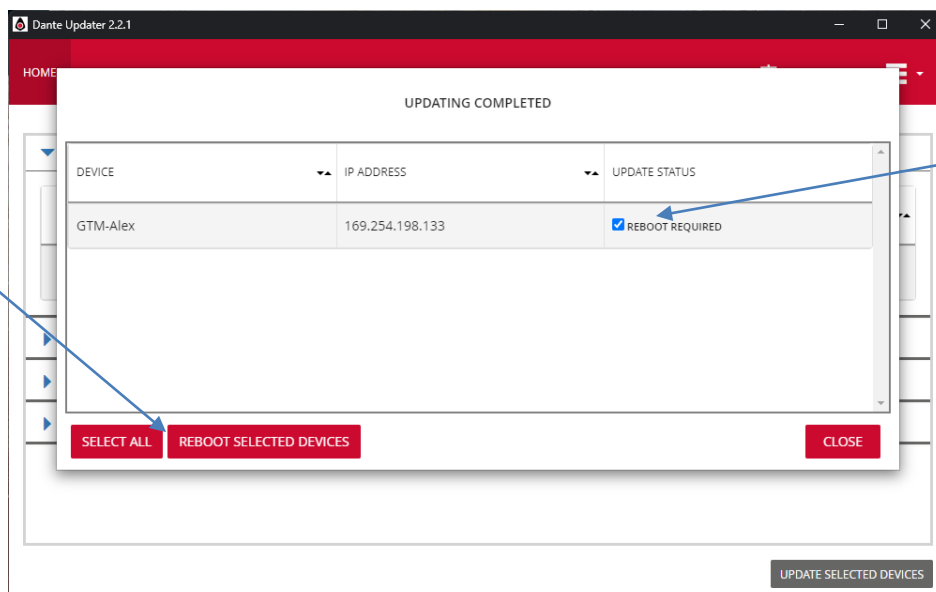 Dante Updater 2.2.1
HOME
UPDATING COMPLETED
DEVICE IP ADDRESS UPDATE STATUS
GTM-Alex 169.254.198.133 REBOOT REQUIRED
SELECT ALL REBOOT SELECTED DEVICES CLOSE
UPDATE SELECTED DEVICES